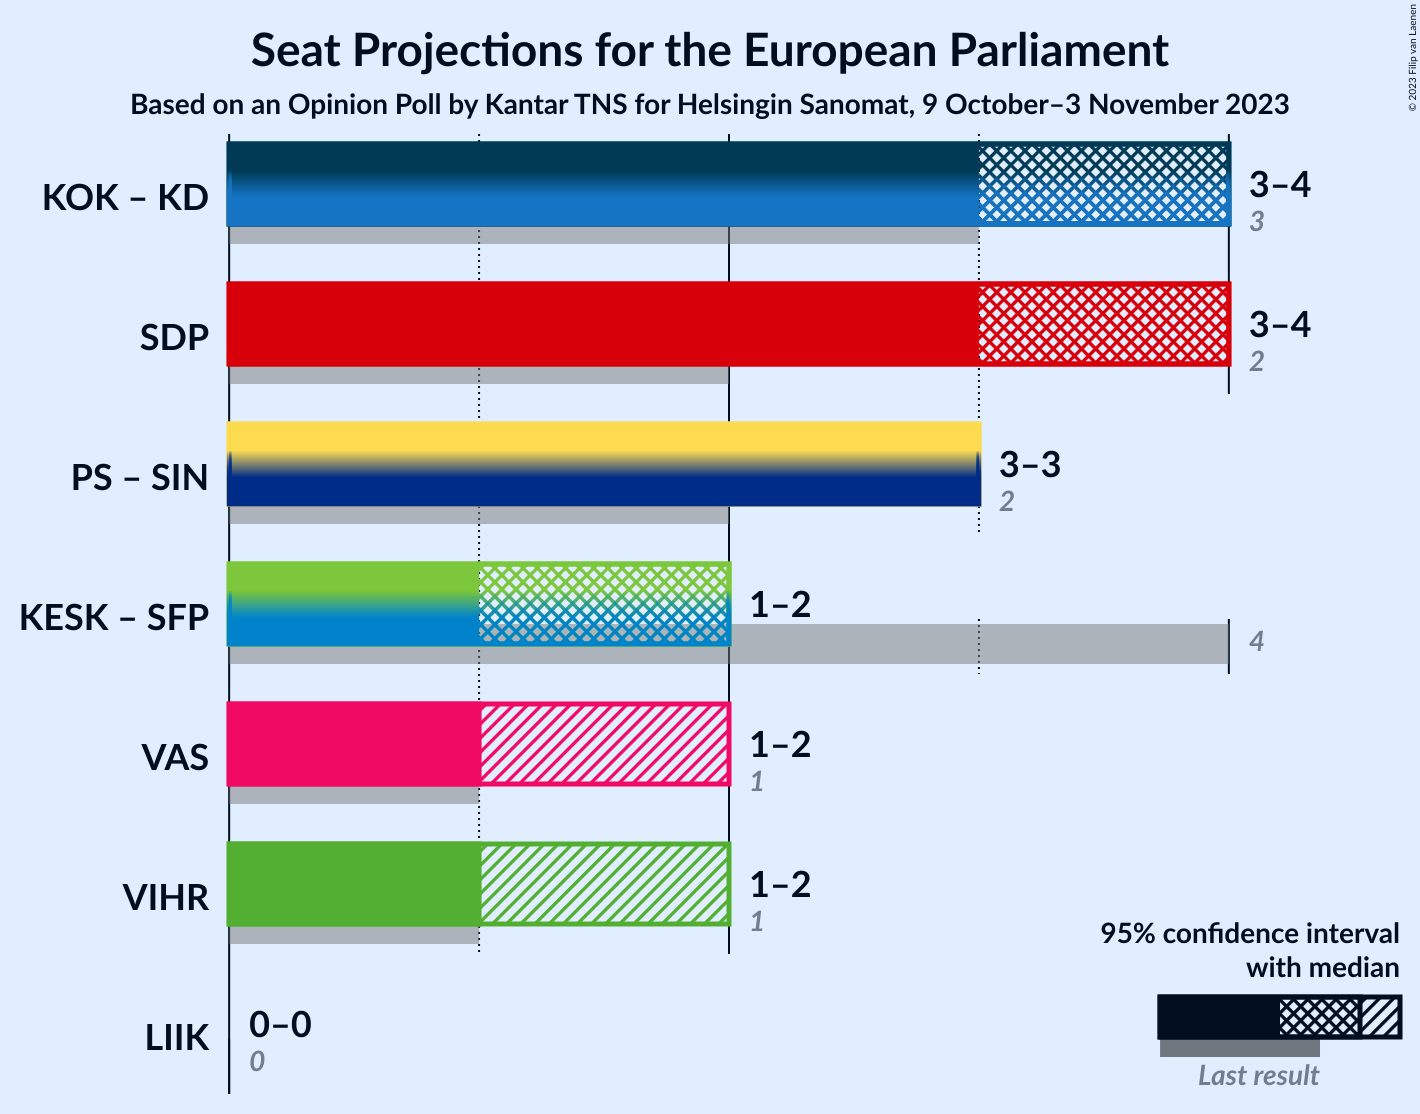 Seat Projections for the European Parliament
Based on an Opinion Poll by Kantar TNS for Helsingin Sanomat, 9 October–3 November 2023
© 2023 Filip van Laenen
KOK – KD
3–4
3
SDP
3–4
2
PS – SIN
3–3
2
KESK – SFP
1–2
4
VAS
1–2
1
VIHR
1–2
1
LIIK
0–0
0
95% confidence interval
with median
Last result